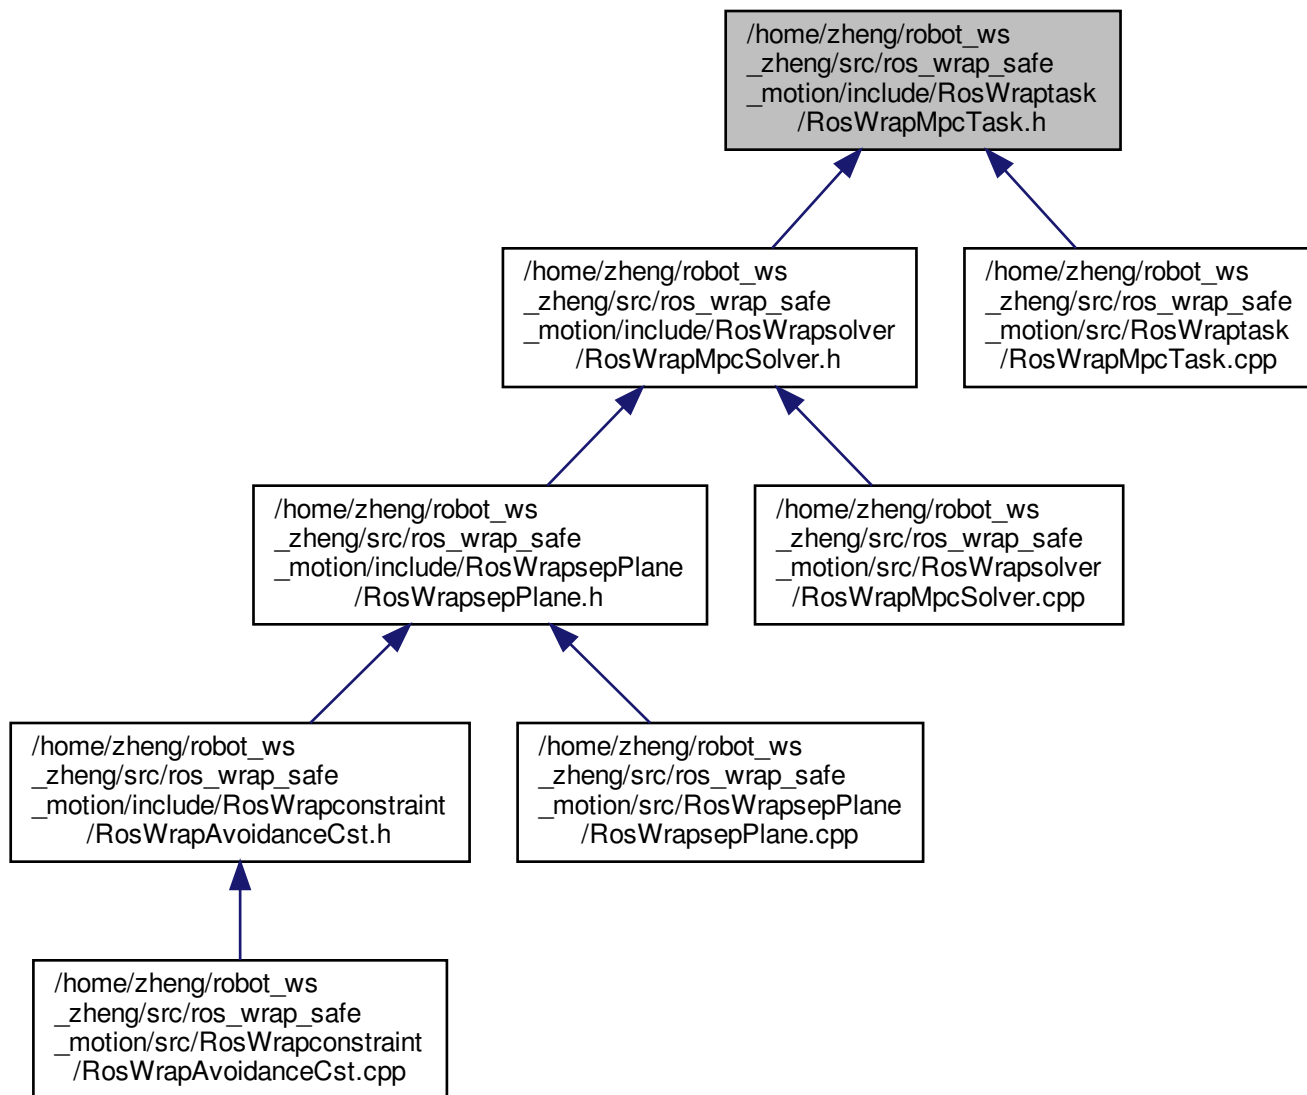 /home/zheng/robot_ws
_zheng/src/ros_wrap_safe
_motion/include/RosWraptask
/RosWrapMpcTask.h
/home/zheng/robot_ws
_zheng/src/ros_wrap_safe
_motion/include/RosWrapsolver
/RosWrapMpcSolver.h
/home/zheng/robot_ws
_zheng/src/ros_wrap_safe
_motion/src/RosWraptask
/RosWrapMpcTask.cpp
/home/zheng/robot_ws
_zheng/src/ros_wrap_safe
_motion/include/RosWrapsepPlane
/RosWrapsepPlane.h
/home/zheng/robot_ws
_zheng/src/ros_wrap_safe
_motion/src/RosWrapsolver
/RosWrapMpcSolver.cpp
/home/zheng/robot_ws
_zheng/src/ros_wrap_safe
_motion/include/RosWrapconstraint
/RosWrapAvoidanceCst.h
/home/zheng/robot_ws
_zheng/src/ros_wrap_safe
_motion/src/RosWrapsepPlane
/RosWrapsepPlane.cpp
/home/zheng/robot_ws
_zheng/src/ros_wrap_safe
_motion/src/RosWrapconstraint
/RosWrapAvoidanceCst.cpp